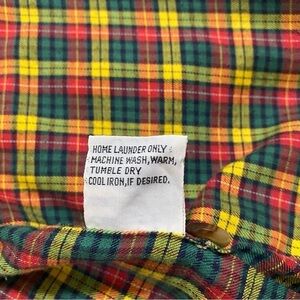 HOME LAUNDER ONLY
MACHINE WASH, WARM,
TUMBLE DRY
COOL IRON, IF DESIRED.